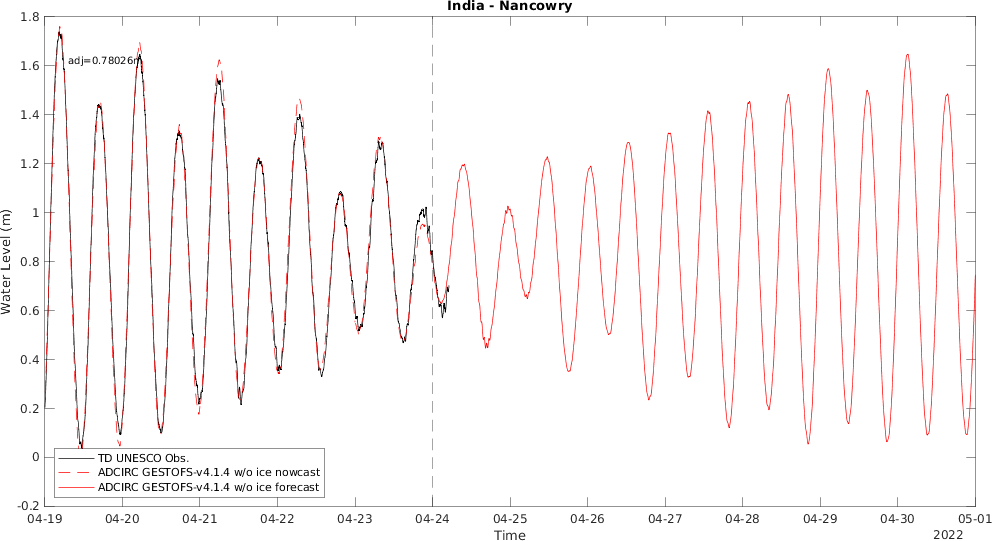 India - Nancowry
1.8
1.6
1.4
1.2
1
0.8
0.6
0.4
0.2
0
-0.2
Water Level (m)
adj=0.78026m
TD UNESCO Obs.
ADCIRC GESTOFS-v4.1.4 w/o ice nowcast
ADCIRC GESTOFS-v4.1.4 w/o ice forecast
04-19 04-20 04-21 04-22 04-23 04-24 04-25 04-26 04-27 04-28 04-29 04-30 05-01
Time
2022